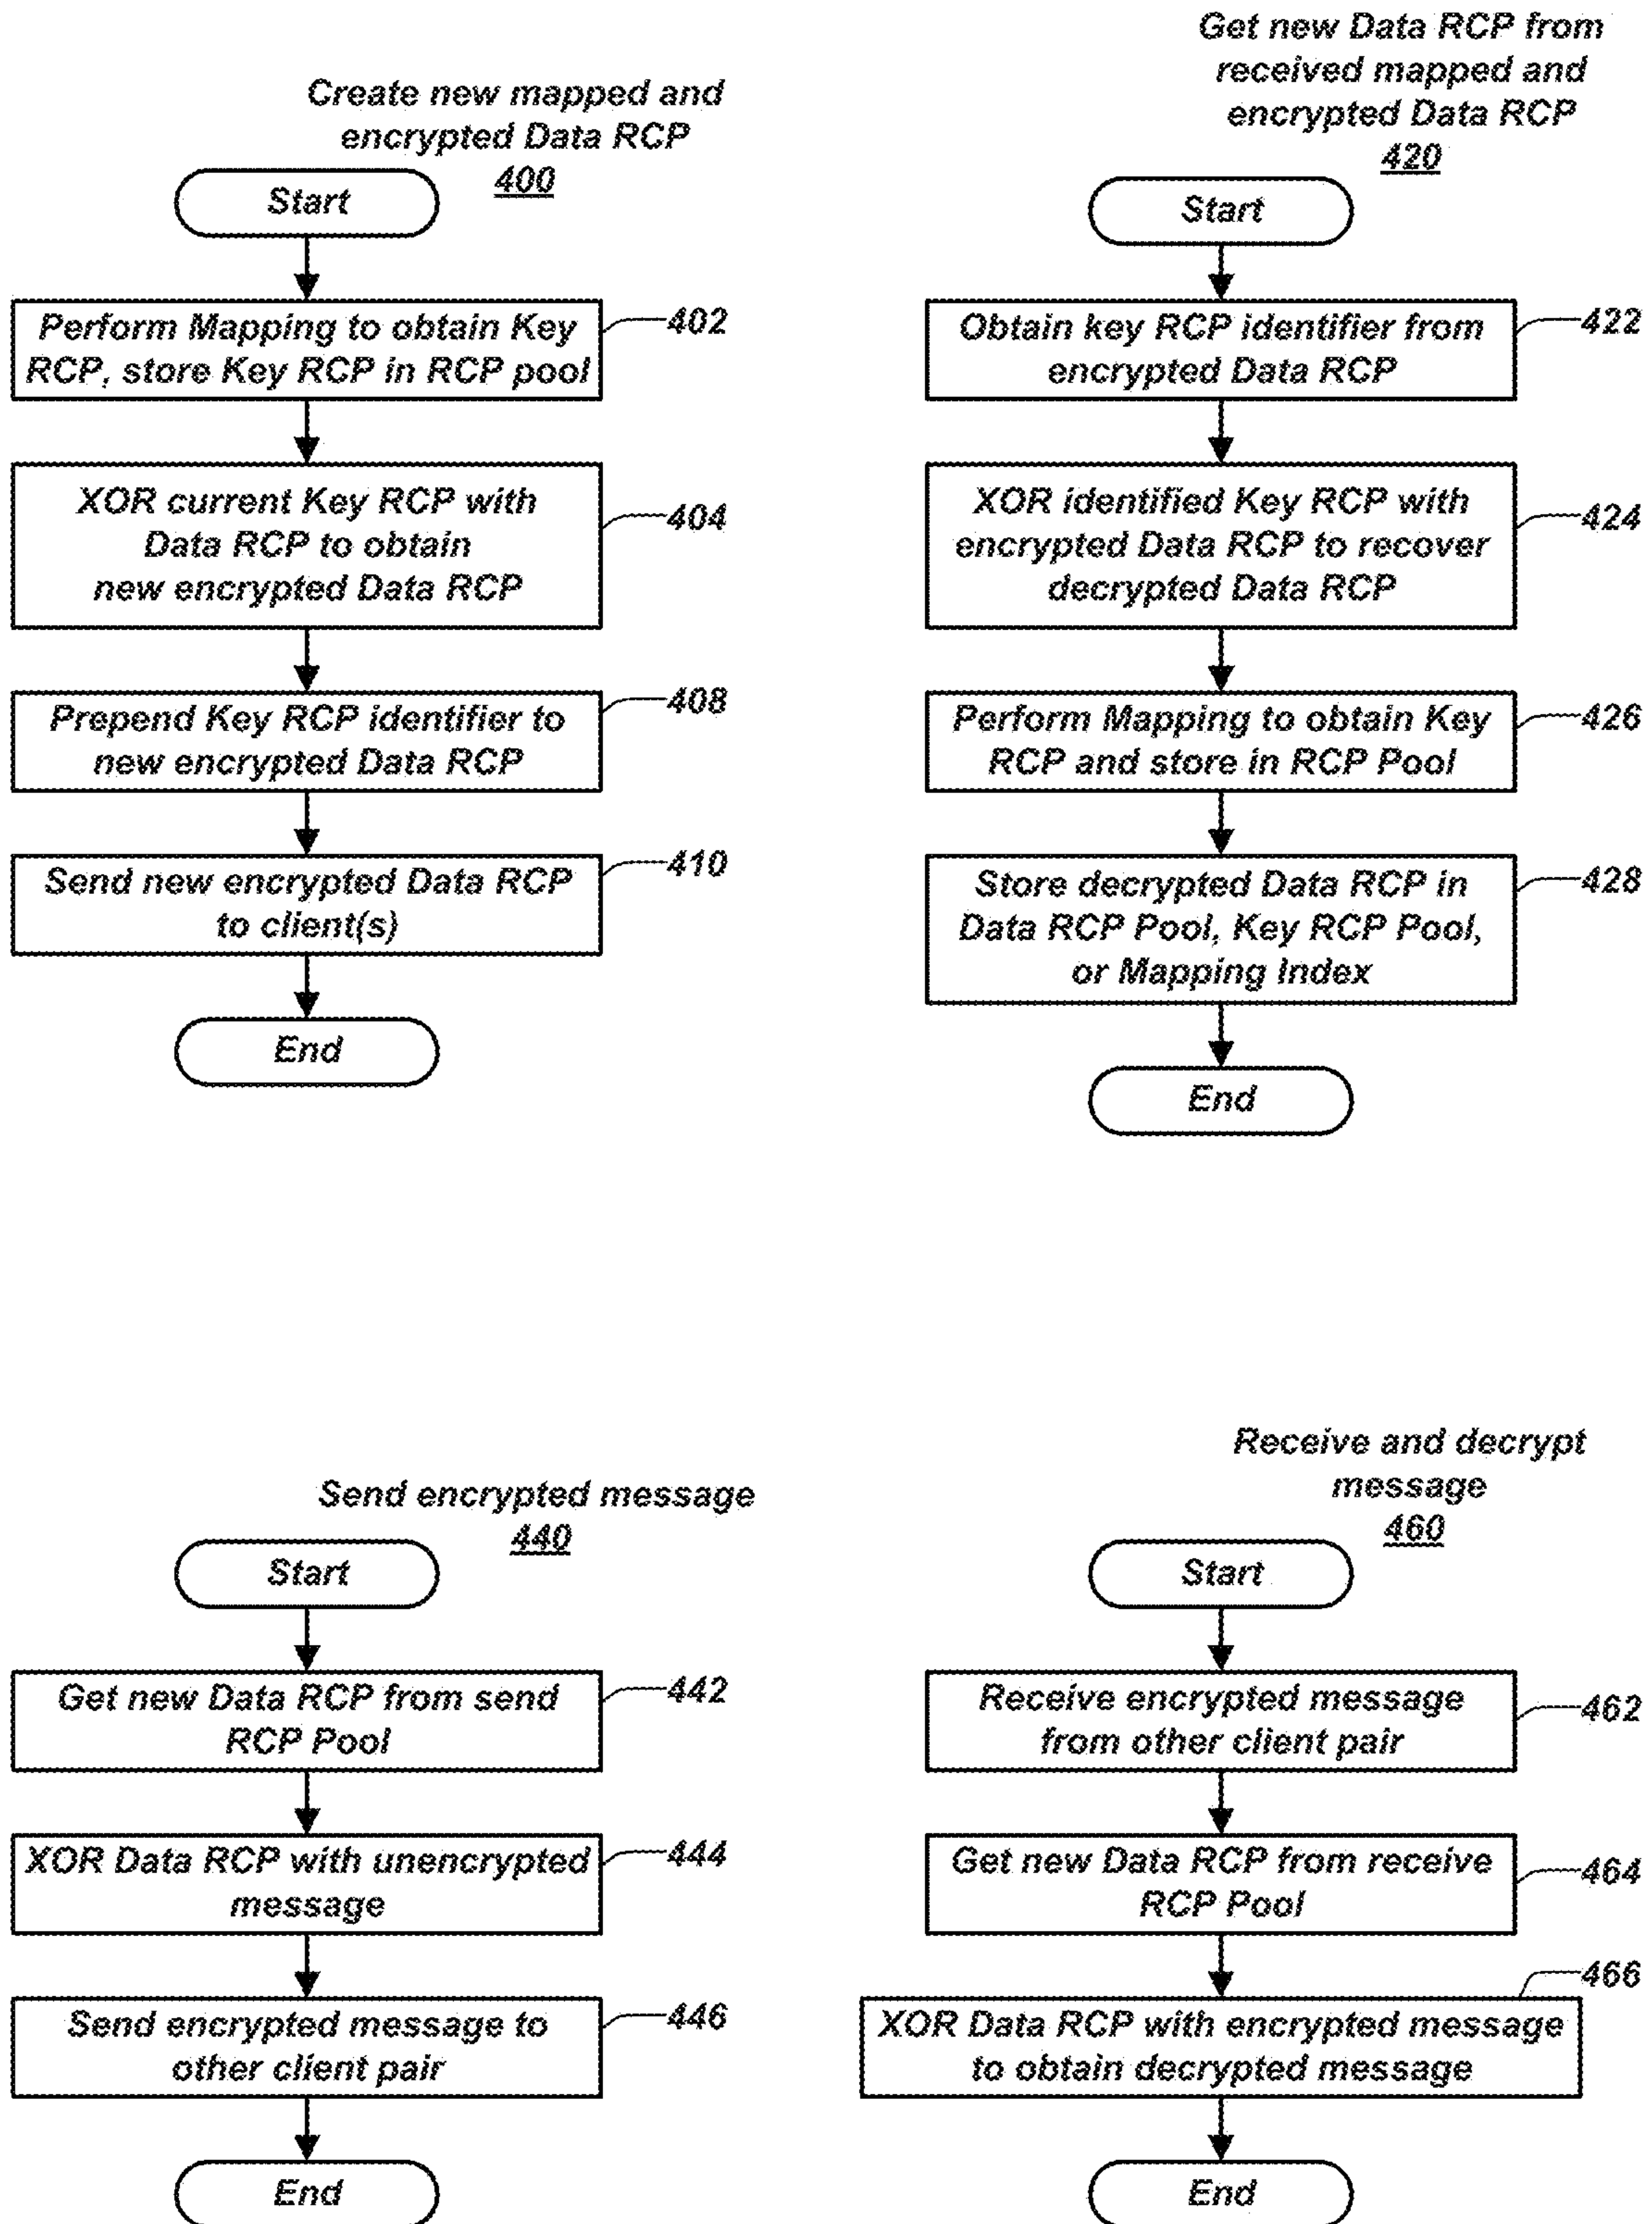 Create new mapped and
encrypted Data RCP
400
Start
Perform Mapping to obtain Key
RCP, store Key RCP in RCP pool
402
XOR current Key RCP with
Data RCP to obtain
new encrypted Data RCP
404
Prepend Key RCP identifier to
new encrypted Data RCP
408
Send new encrypted Data RCP
to client(s)
410
End
Get new Data RCP from
received mapped and
encrypted Data RCP
420
Start
Obtain key RCP identifier from
encrypted Data RCP
422
XOR identified Key RCP with
encrypted Data RCP to recover
decrypted Data RCP
424
Perform Mapping to obtain Key
RCP and store in RCP Pool
426
Store decrypted Data RCP in
Data RCP Pool, Key RCP Pool,
or Mapping Index
428
End
Send encrypted message
440
Start
Get new Data RCP from send
RCP Pool
442
XOR Data RCP with unencrypted
message
444
Send encrypted message to
other client pair
446
End
Receive and decrypt
message
460
Start
Receive encrypted message
from other client pair
462
Get new Data RCP from receive
RCP Pool
464
XOR Data RCP with encrypted message
to obtain decrypted message
466
End